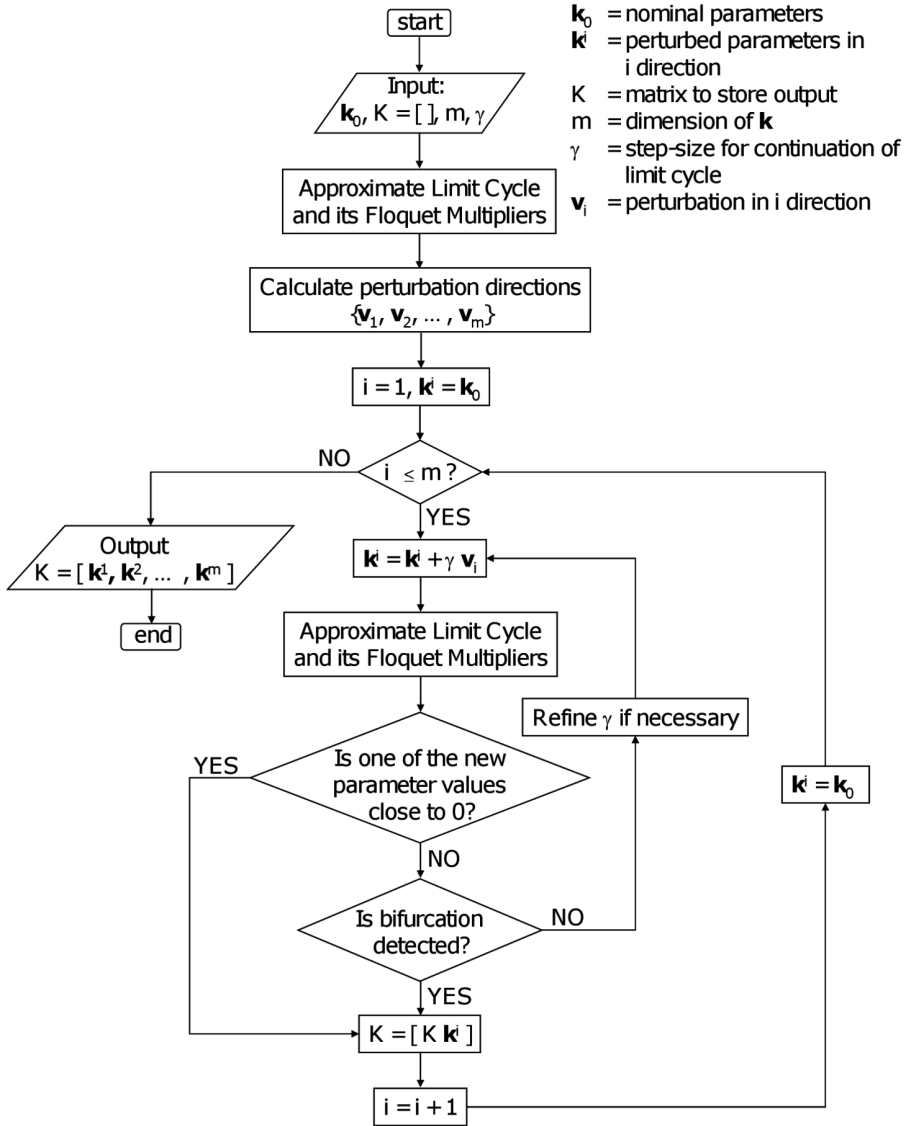 start
k₀ = nominal parameters
kⁱ = perturbed parameters in
i direction
K = matrix to store output
m = dimension of k
γ = step-size for continuation of
limit cycle
vᵢ = perturbation in i direction
Input:
k₀, K = [ ], m, γ
Approximate Limit Cycle
and its Floquet Multipliers
Calculate perturbation directions
{v₁, v₂, ... , vₘ}
i = 1, kⁱ = k₀
i ≤ m ?
NO
YES
Output
K = [ k¹, k², ... , kᵐ ]
end
kⁱ = kⁱ + γ vᵢ
Approximate Limit Cycle
and its Floquet Multipliers
Refine γ if necessary
Is one of the new
parameter values
close to 0?
YES
NO
kⁱ = k₀
Is bifurcation
detected?
NO
YES
K = [ K kⁱ ]
i = i + 1